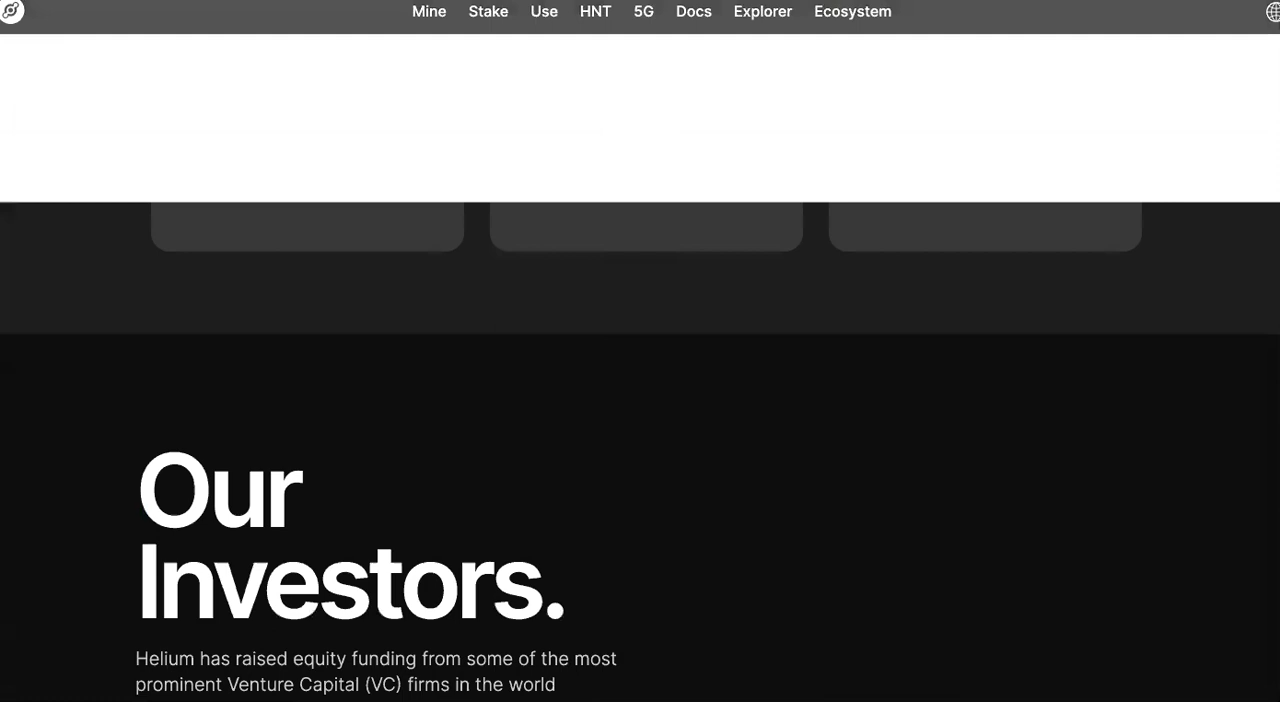 Mine Stake Use HNT 5G Docs Explorer Ecosystem
Our
Investors.
Helium has raised equity funding from some of the most
prominent Venture Capital (VC) firms in the world